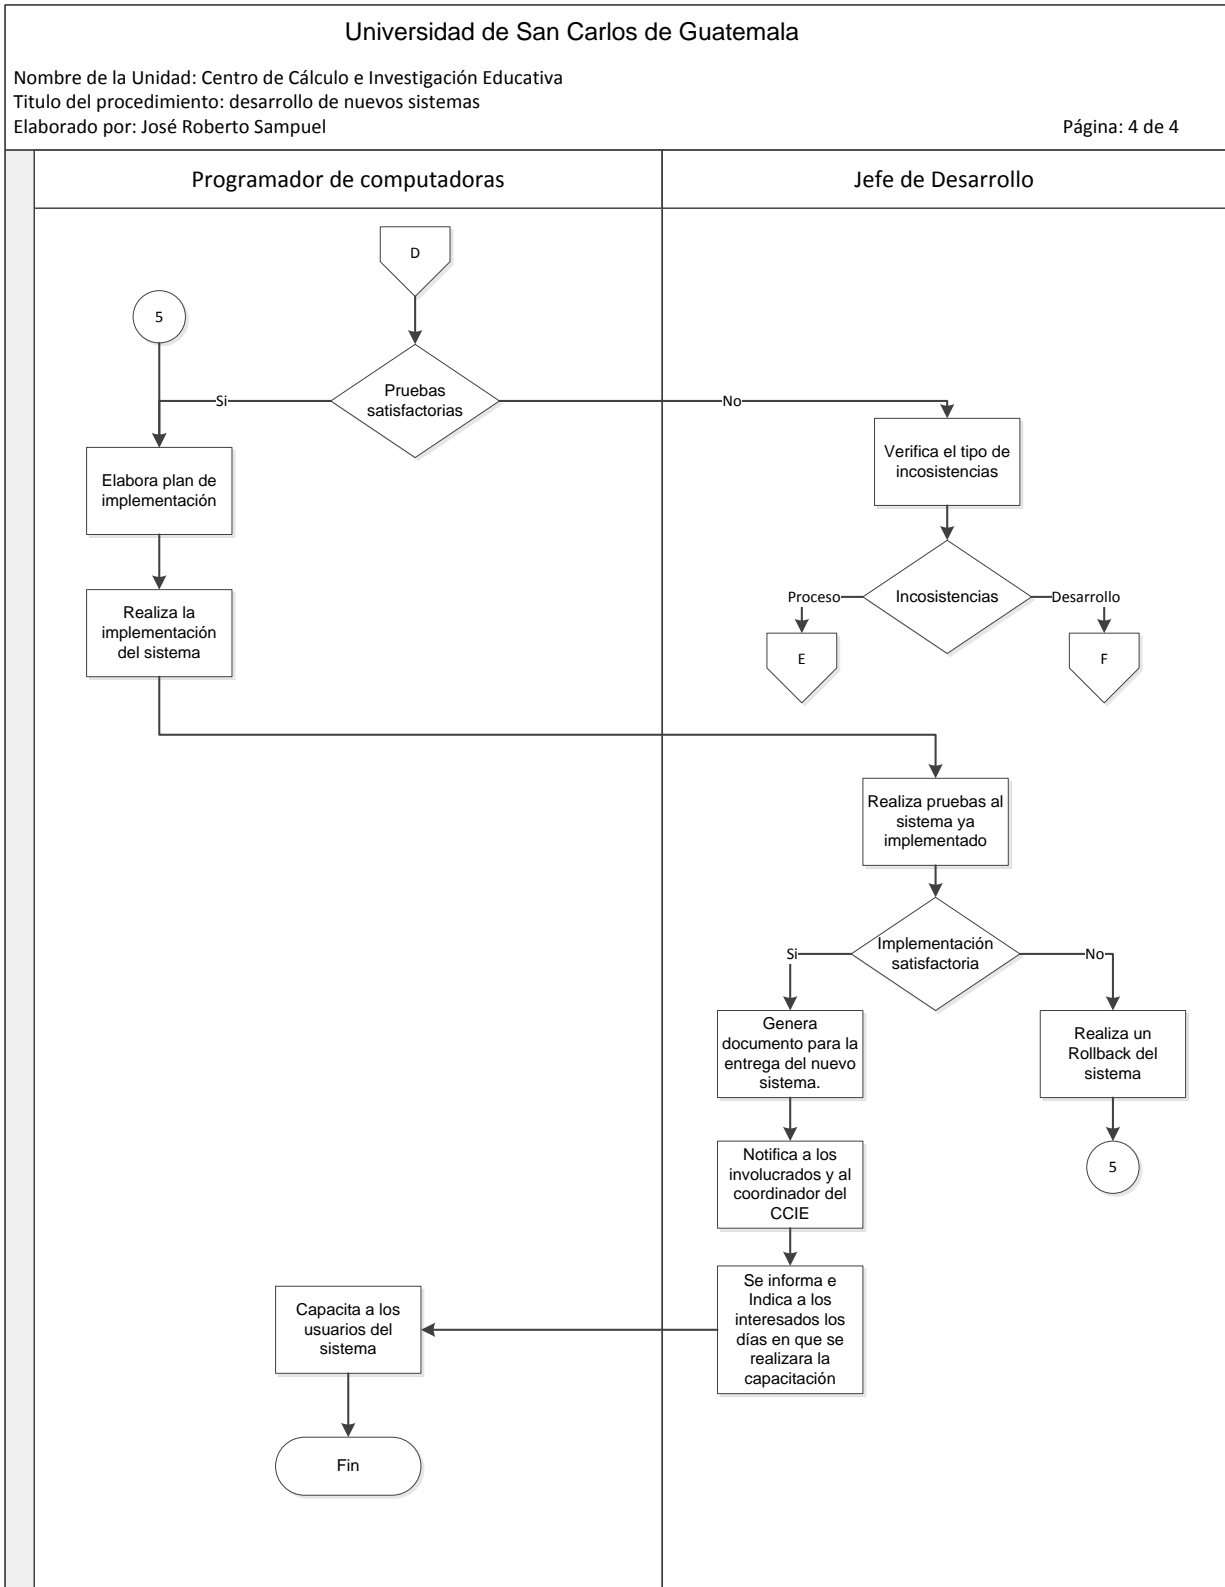 Universidad de San Carlos de Guatemala
Nombre de la Unidad: Centro de Cálculo e Investigación Educativa
Titulo del procedimiento: desarrollo de nuevos sistemas
Elaborado por: José Roberto Sampuel
Página: 4 de 4
Programador de computadoras
Jefe de Desarrollo
D
5
Pruebas
satisfactorias
Si
No
Elabora plan de
implementación
Verifica el tipo de
incosistencias
Realiza la
implementación
del sistema
Proceso
Incosistencias
Desarrollo
E
F
Realiza pruebas al
sistema ya
implementado
Implementación
satisfactoria
Si
No
Genera
documento para la
entrega del nuevo
sistema.
Realiza un
Rollback del
sistema
Notifica a los
involucrados y al
coordinador del
CCIE
5
Se informa e
Indica a los
interesados los
días en que se
realizara la
capacitación
Capacita a los
usuarios del
sistema
Fin